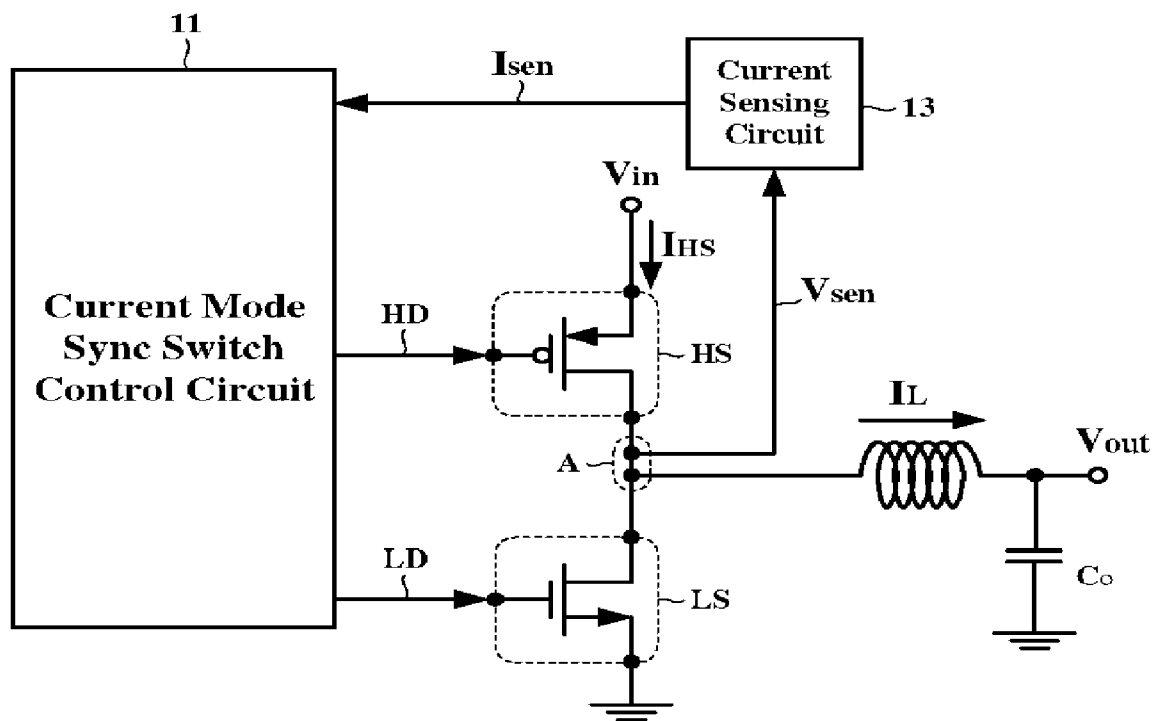 11
Isen
Current
Sensing
Circuit
13
Vin
IHS
Vsen
Current Mode
Sync Switch
Control Circuit
HD
HS
IL
Vout
A
LD
LS
Co